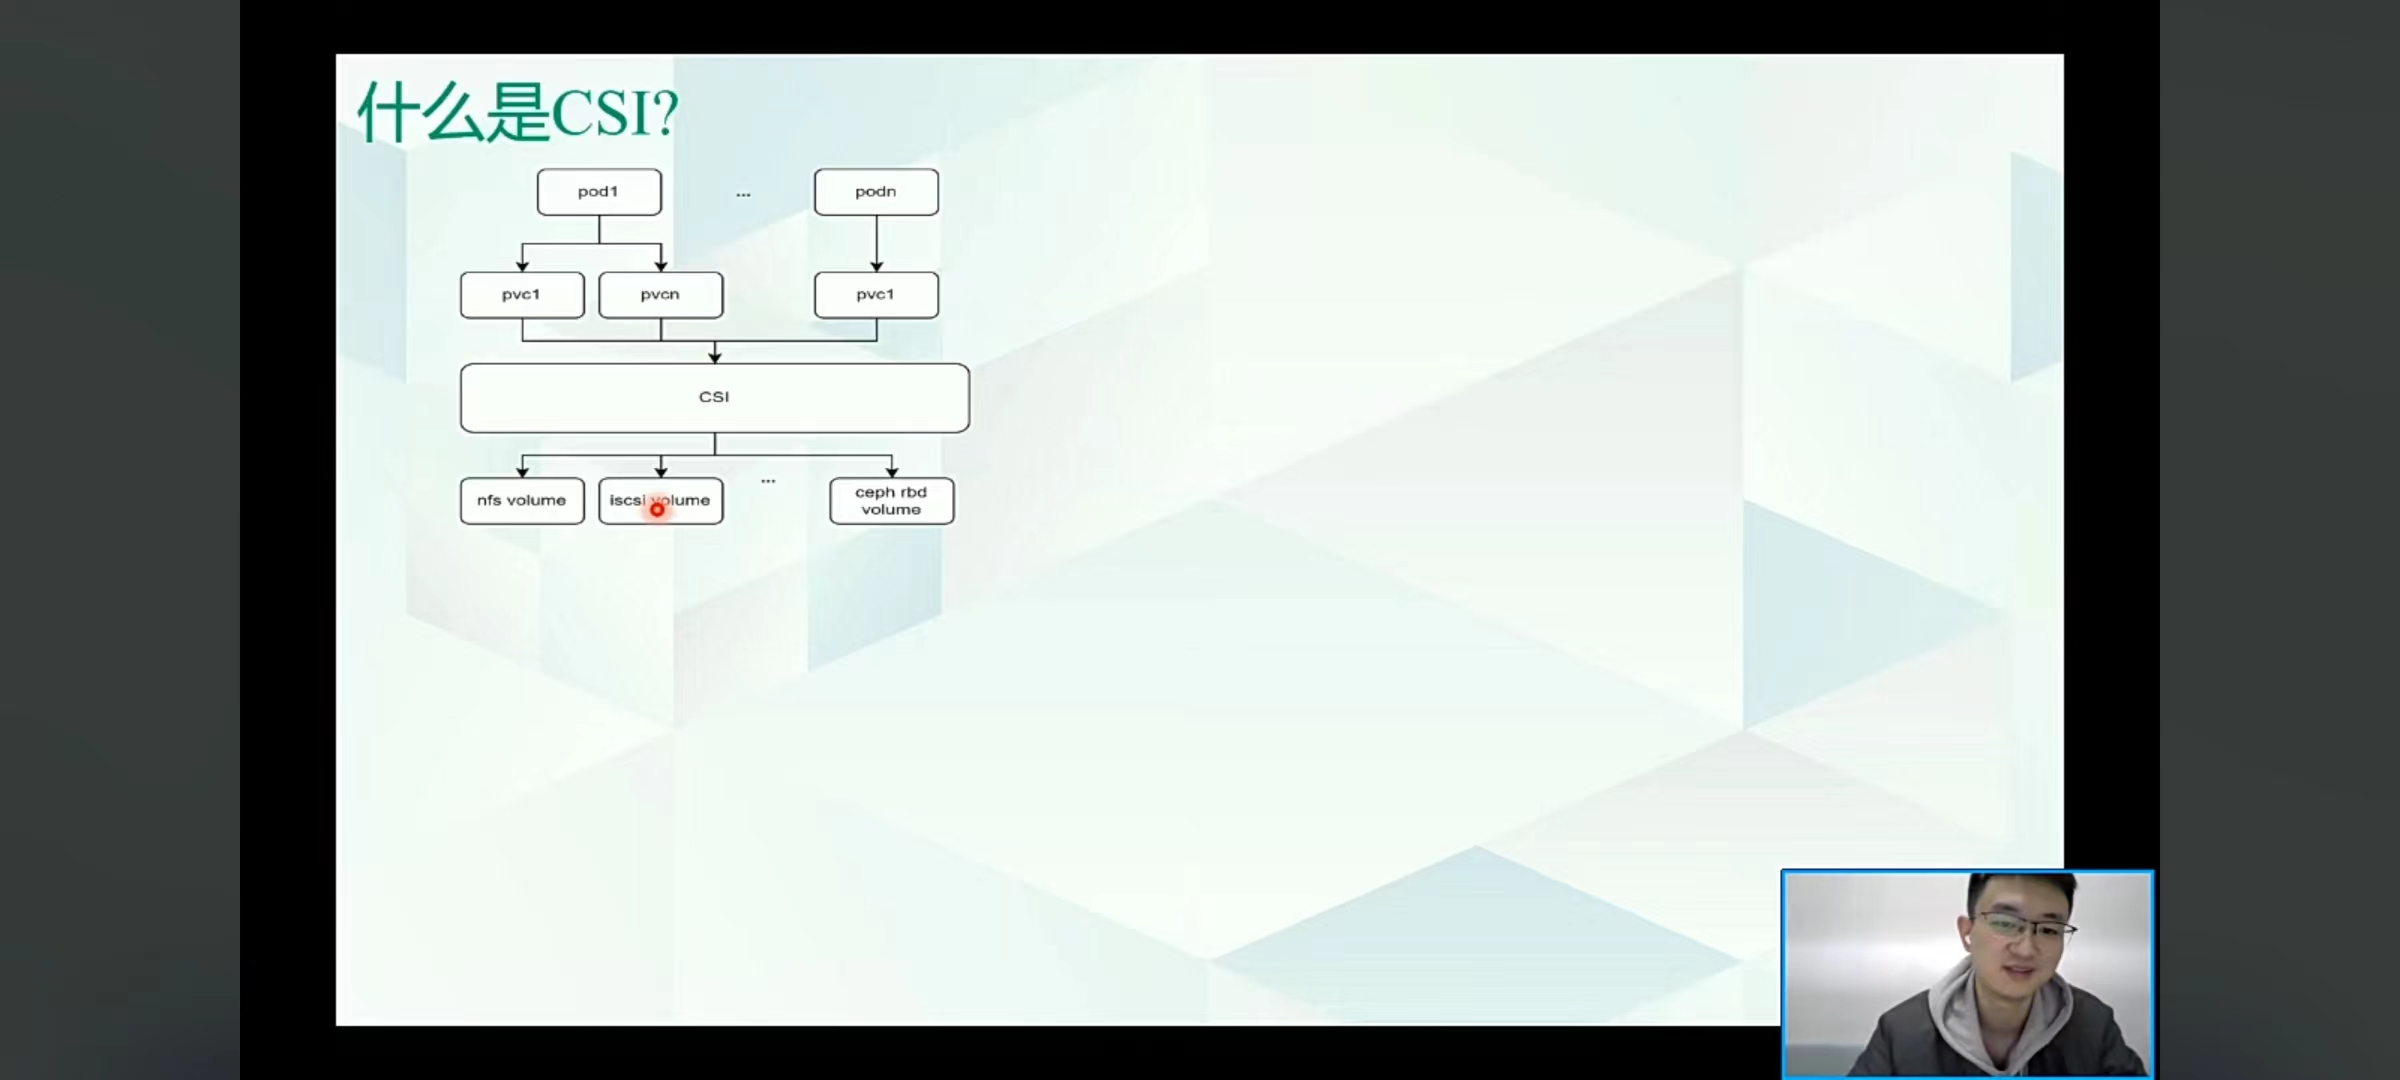 什么是CSI?
pod1
...
podn
pvc1
pvcn
pvc1
CSI
nfs volume
iscsi volume
...
ceph rbd
volume